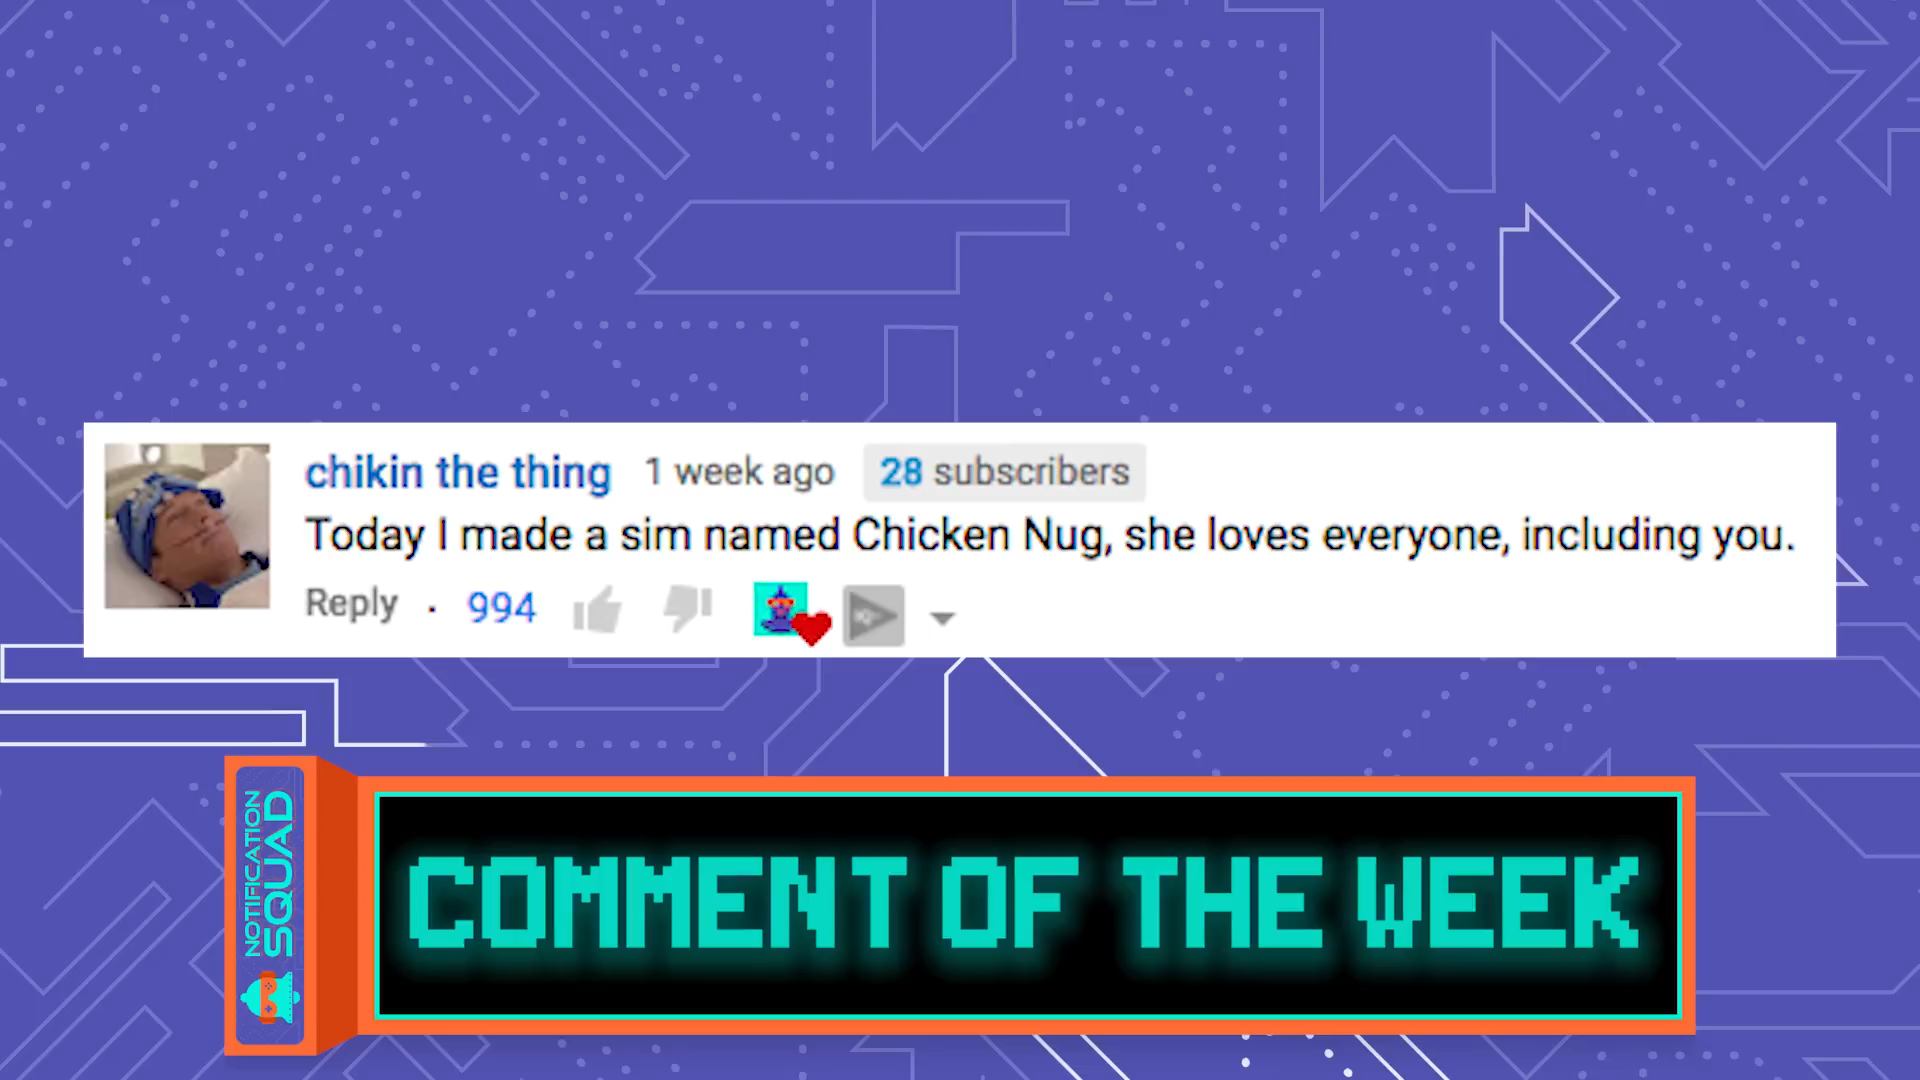 chikin the thing 1 week ago 28 subscribers
Today I made a sim named Chicken Nug, she loves everyone, including you.
Reply · 994
NOTIFICATION
SQUAD
COMMENT OF THE WEEK